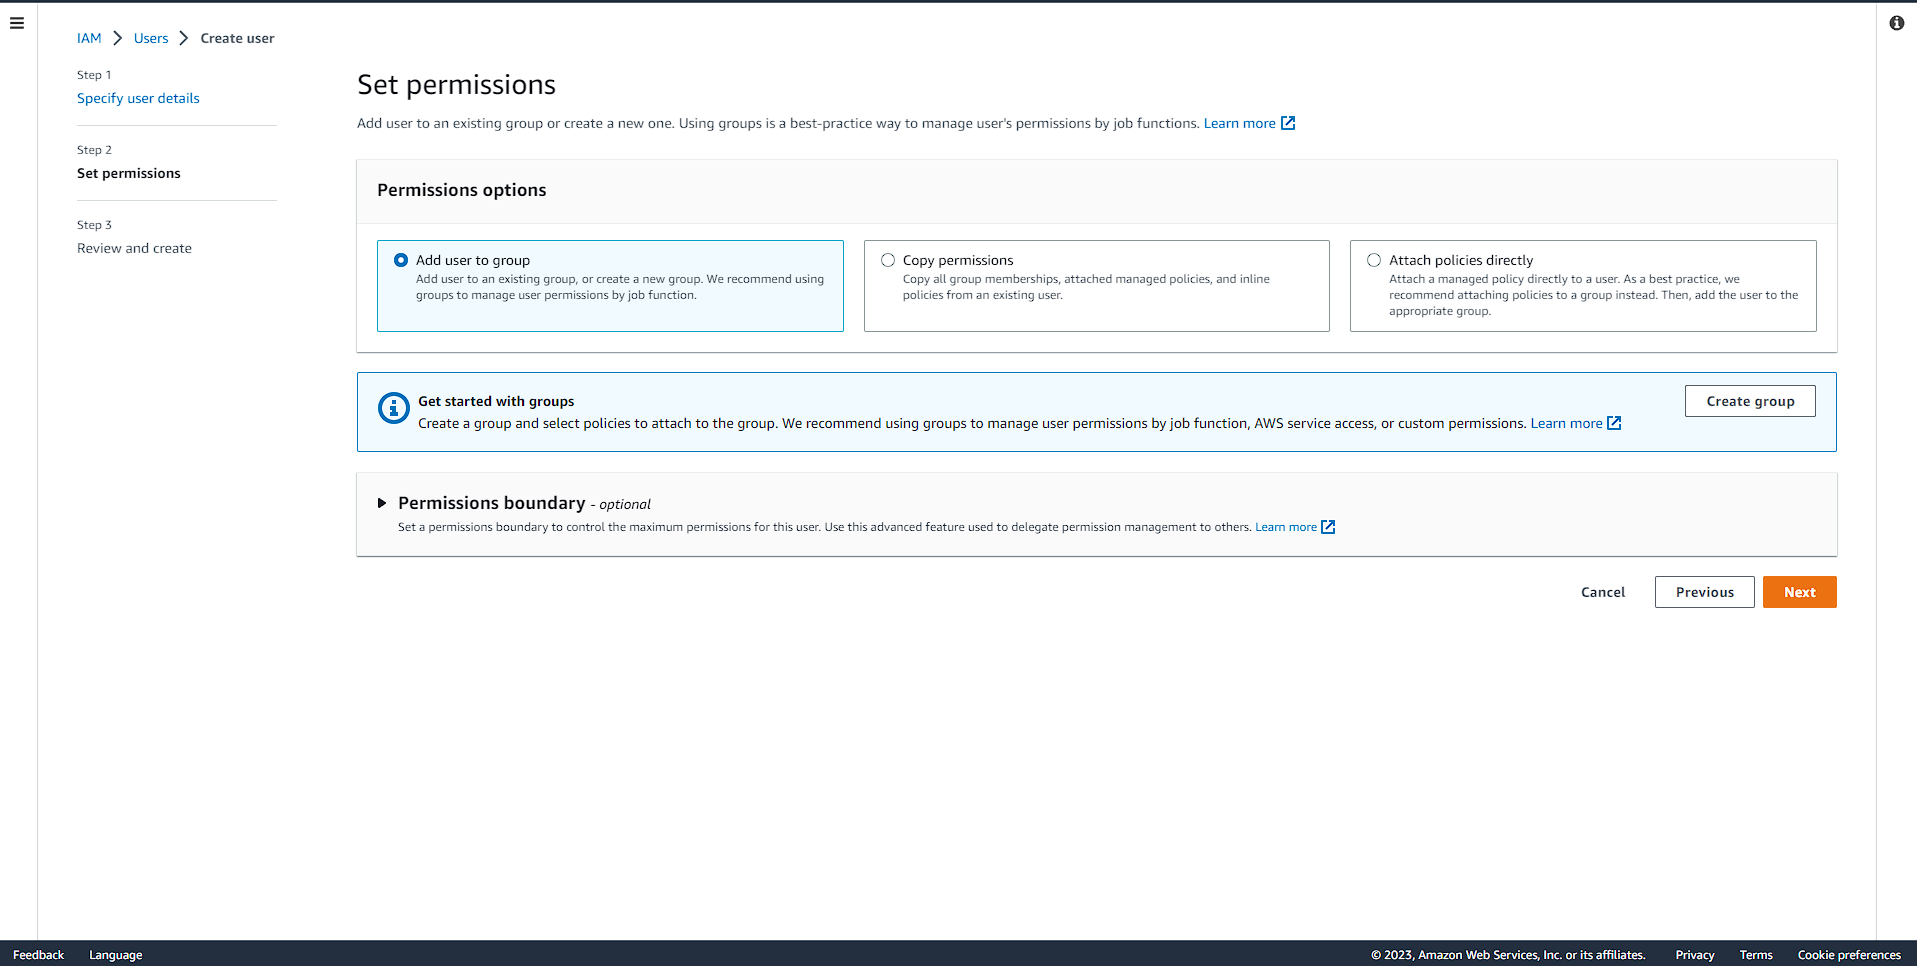 IAM > Users > Create user
Step 1
Specify user details
Step 2
Set permissions
Step 3
Review and create
Set permissions
Add user to an existing group or create a new one. Using groups is a best-practice way to manage user's permissions by job functions. Learn more
Permissions options
Add user to group
Add user to an existing group, or create a new group. We recommend using
groups to manage user permissions by job function.
Copy permissions
Copy all group memberships, attached managed policies, and inline
policies from an existing user.
Attach policies directly
Attach a managed policy directly to a user. As a best practice, we
recommend attaching policies to a group instead. Then, add the user to the
appropriate group.
Get started with groups
Create a group and select policies to attach to the group. We recommend using groups to manage user permissions by job function, AWS service access, or custom permissions. Learn more
Create group
Permissions boundary - optional
Set a permissions boundary to control the maximum permissions for this user. Use this advanced feature used to delegate permission management to others. Learn more
Cancel
Previous
Next
Feedback
Language
© 2023, Amazon Web Services, Inc. or its affiliates.
Privacy
Terms
Cookie preferences